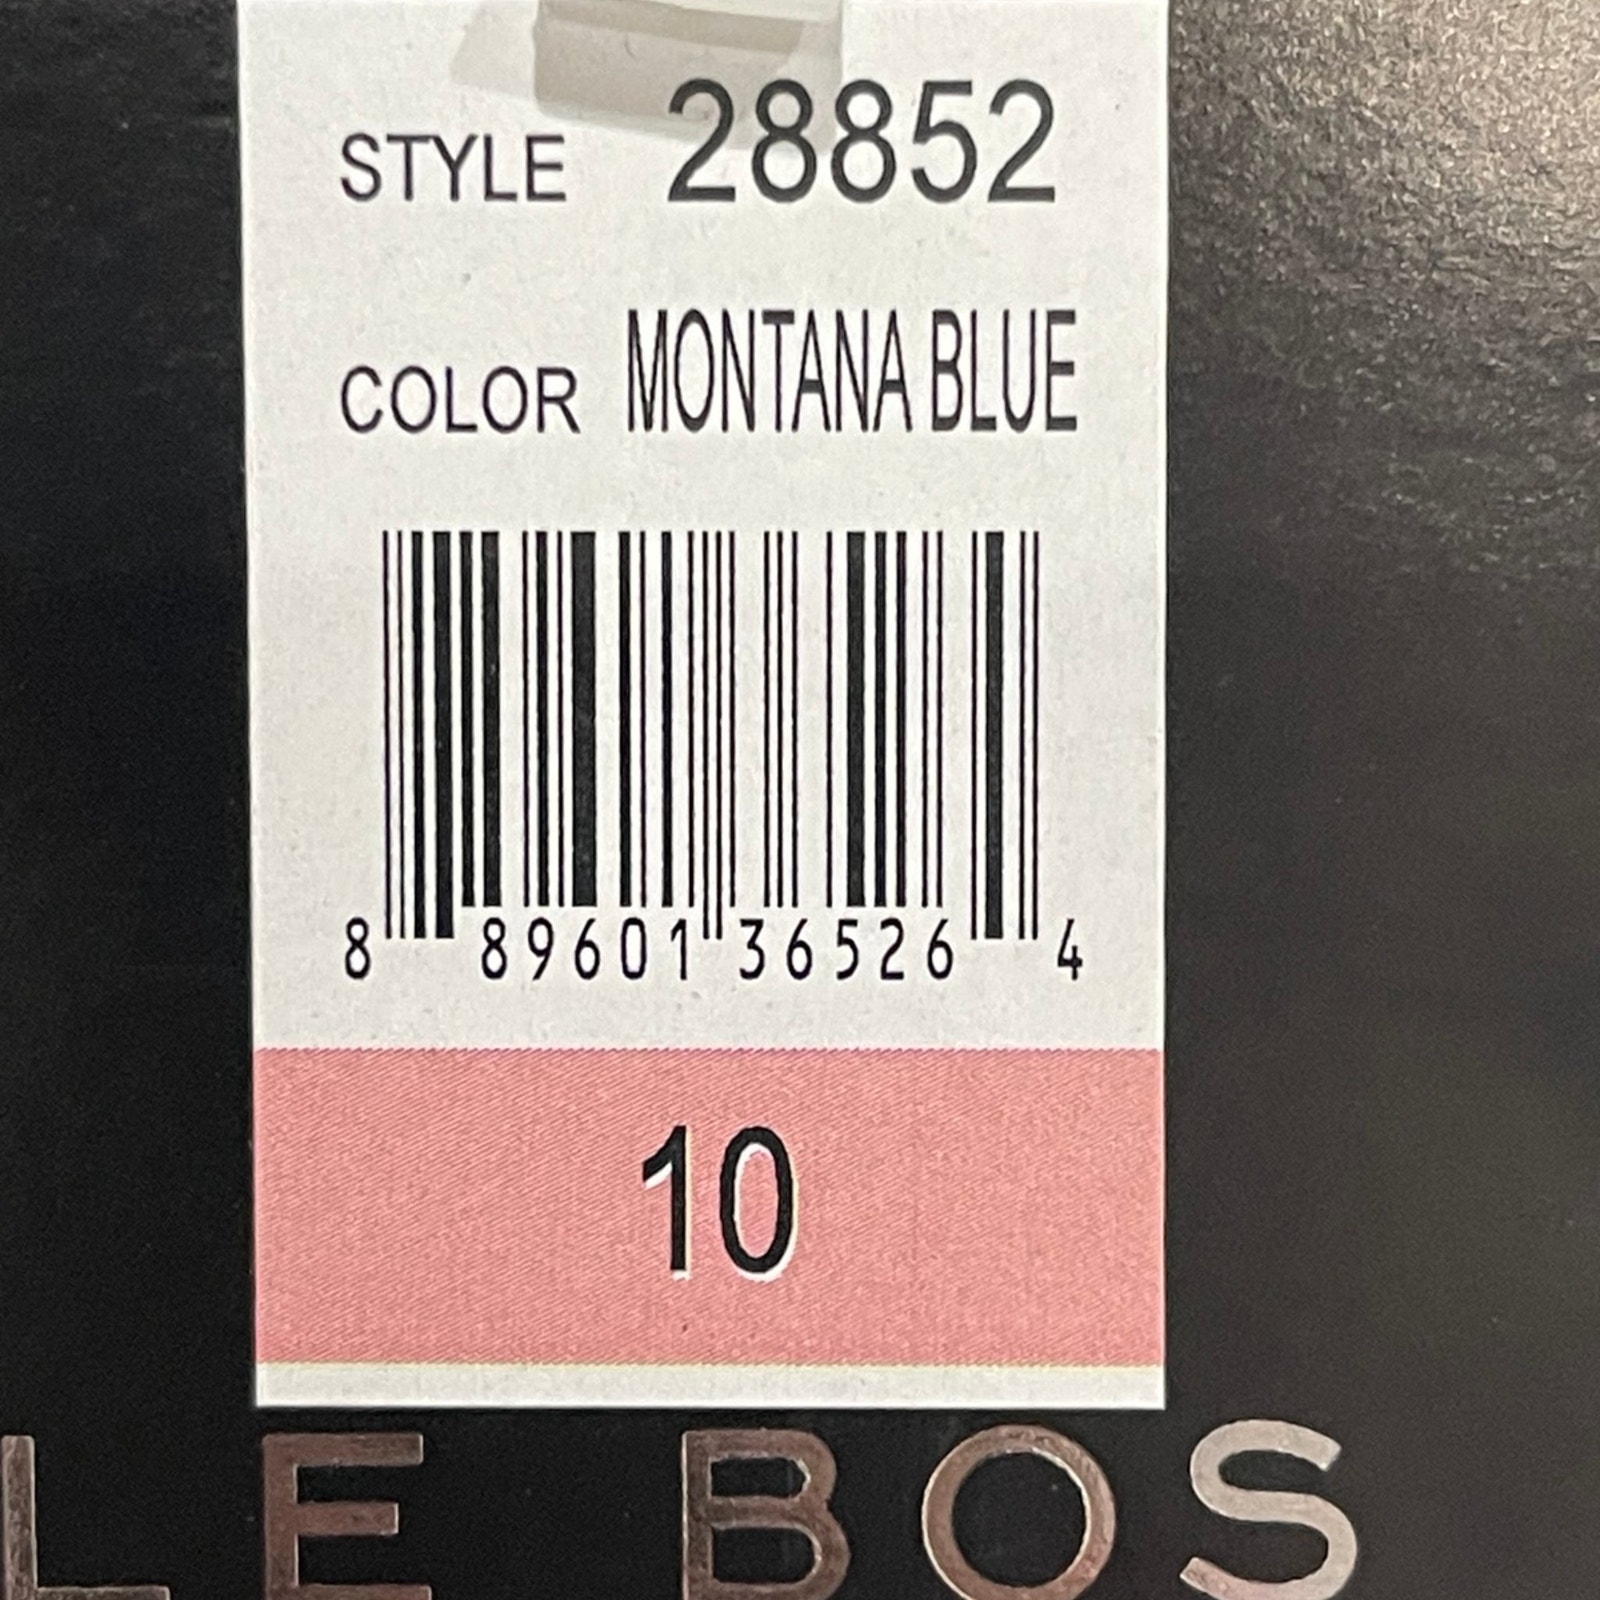 STYLE 28852
COLOR MONTANA BLUE
8 89601 36526 4
10
LE BOS